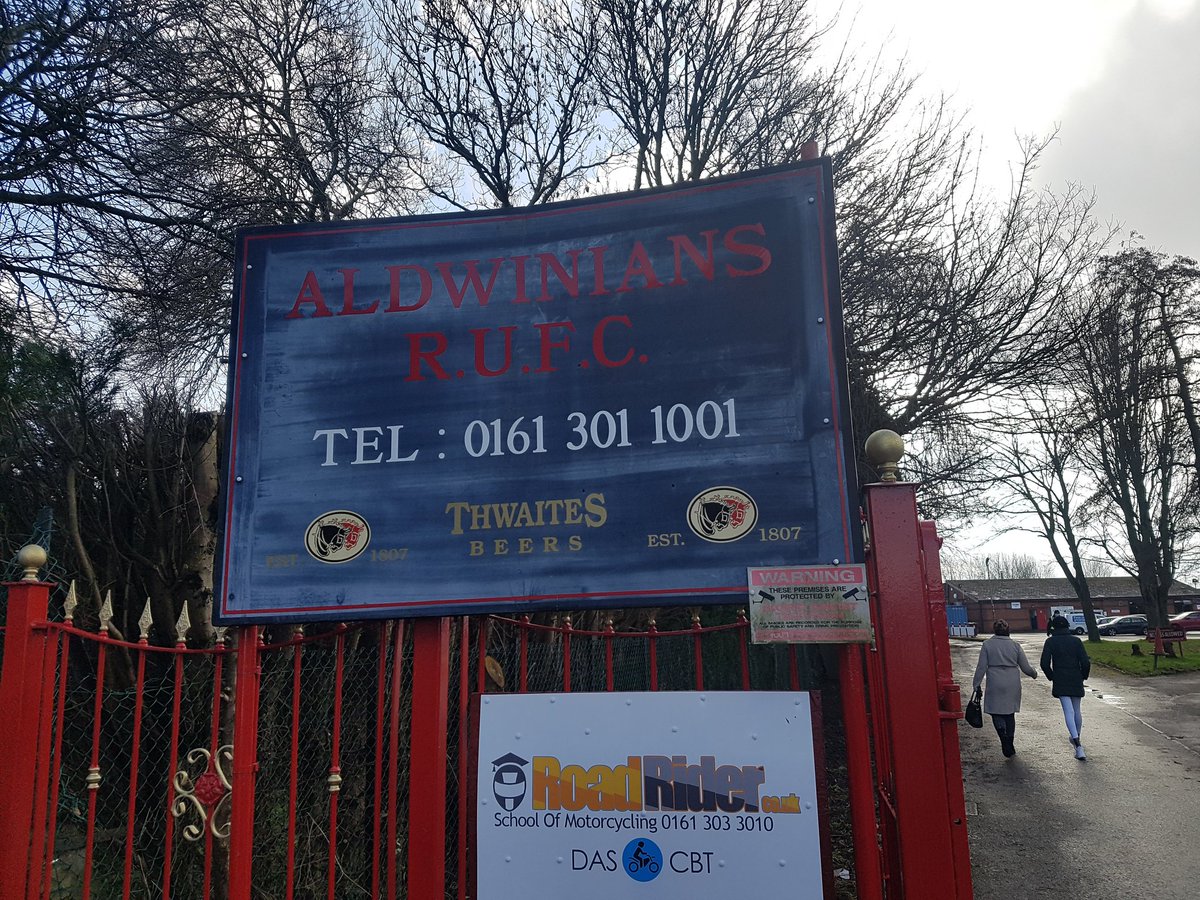 ALDWINIANS
R.U.F.C.
TEL : 0161 301 1001
THWAITES
BEERS
EST. 1807
EST. 1807
WARNING
THESE PREMISES ARE
PROTECTED BY
RoadRider.co.uk
School Of Motorcycling 0161 303 3010
DAS CBT